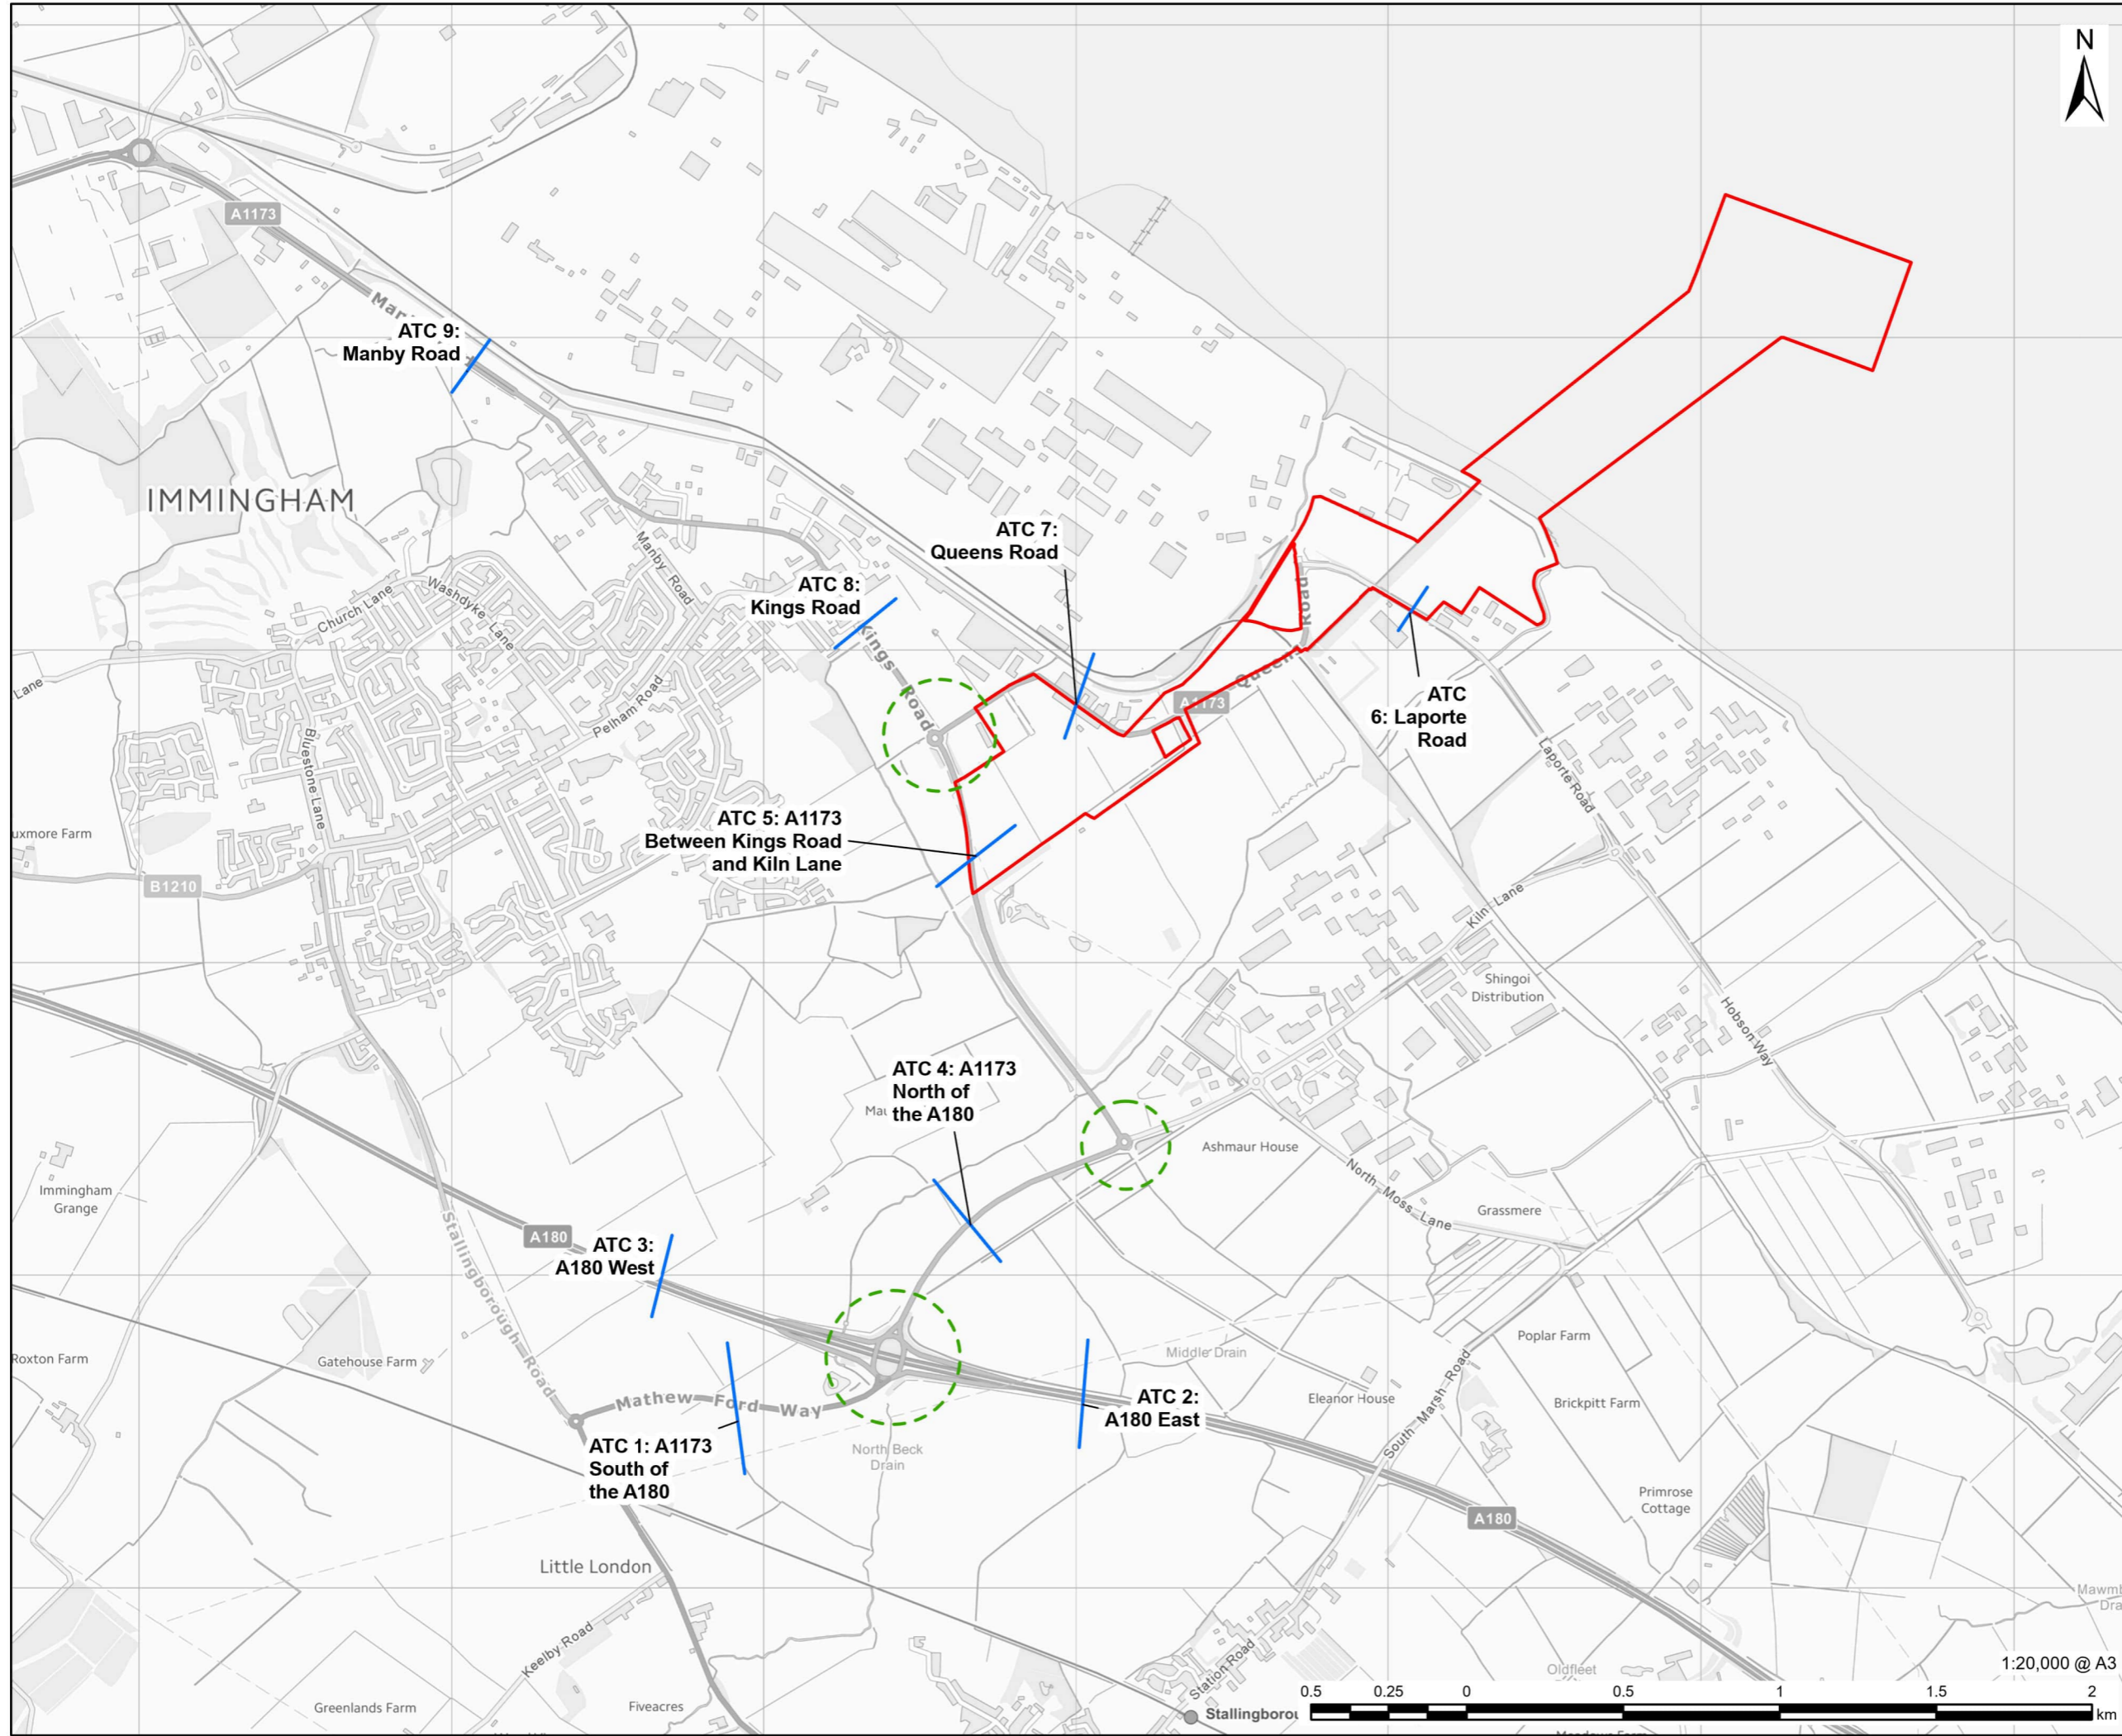 N
A1173
ATC 9:
Manby Road
IMMINGHAM
ATC 7:
Queens Road
Manby Road
ATC 8:
Kings Road
Church Lane
Washdyke Lane
Kings Road
Road
Queens
A1173
Lane
Pelham Road
Bluestone Lane
ATC
6: Laporte
Road
Laporte Road
ATC 5: A1173
Between Kings Road
and Kiln Lane
uxmore Farm
B1210
Kiln Lane
Shingoi
Distribution
Hobson Way
ATC 4: A1173
North of
the A180
Ashmaur House
North Moss Lane
Immingham
Grange
Grassmere
Stallingborough Road
A180
ATC 3:
A180 West
Poplar Farm
Middle Drain
Roxton Farm
Gatehouse Farm
Mathew Ford Way
ATC 2:
A180 East
Eleanor House
South Marsh Road
Brickpitt Farm
ATC 1: A1173
South of
the A180
North Beck
Drain
Primrose
Cottage
A180
Little London
Keelby Road
Station Road
Oldfleet
1:20,000 @ A3
Greenlands Farm
Fiveacres
Stallingborou
0.5 0.25 0 0.5 1 1.5 2
km